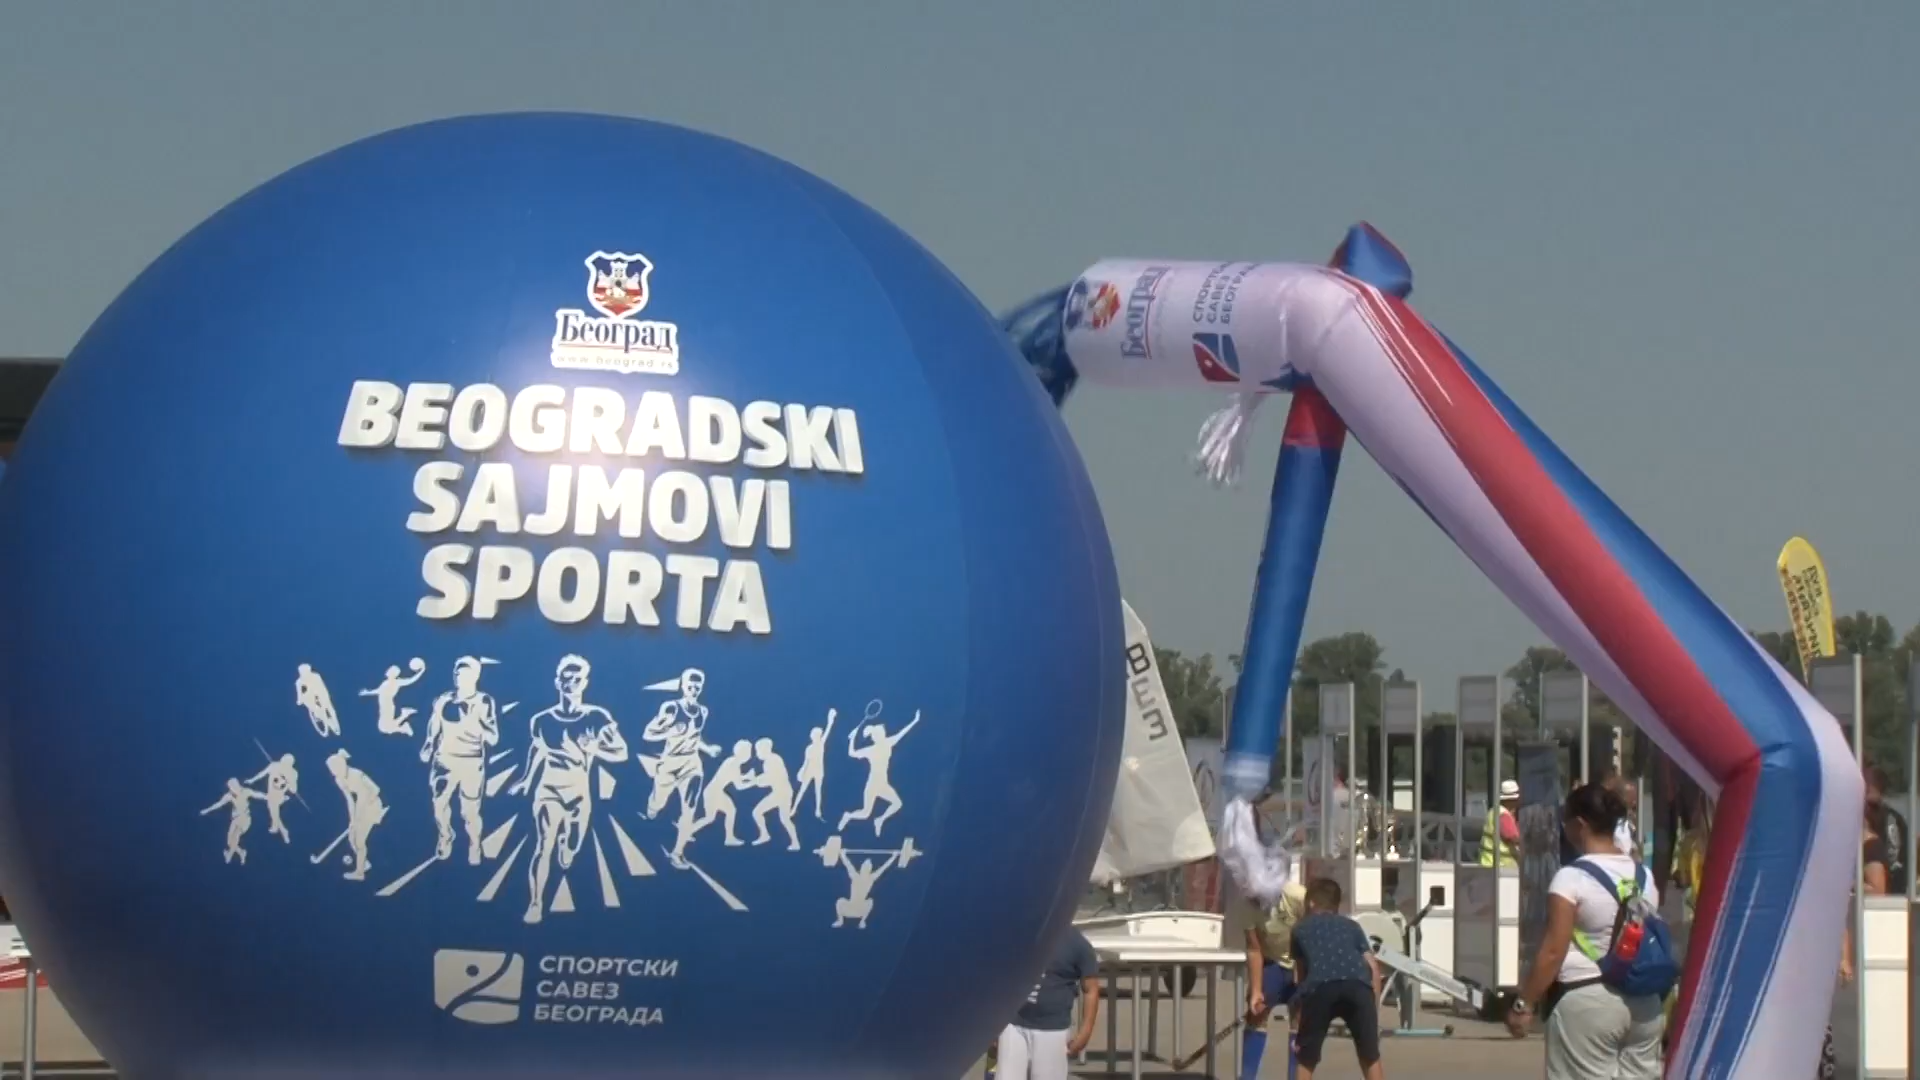 Београд
www.beograd.rs
BEOGRADSKI
SAJMOVI
SPORTA
СПОРТСКИ
САВЕЗ
БЕОГРАДА
Београд
СПОРТСКИ
САВЕЗ
БЕОГРАДА